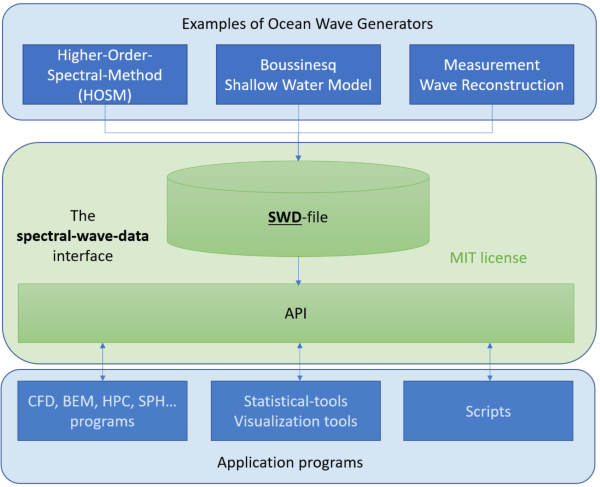 Examples of Ocean Wave Generators
Higher-Order-
Spectral-Method
(HOSM)
Boussinesq
Shallow Water Model
Measurement
Wave Reconstruction
The
spectral-wave-data
interface
SWD-file
MIT license
API
CFD, BEM, HPC, SPH...
programs
Statistical-tools
Visualization tools
Scripts
Application programs